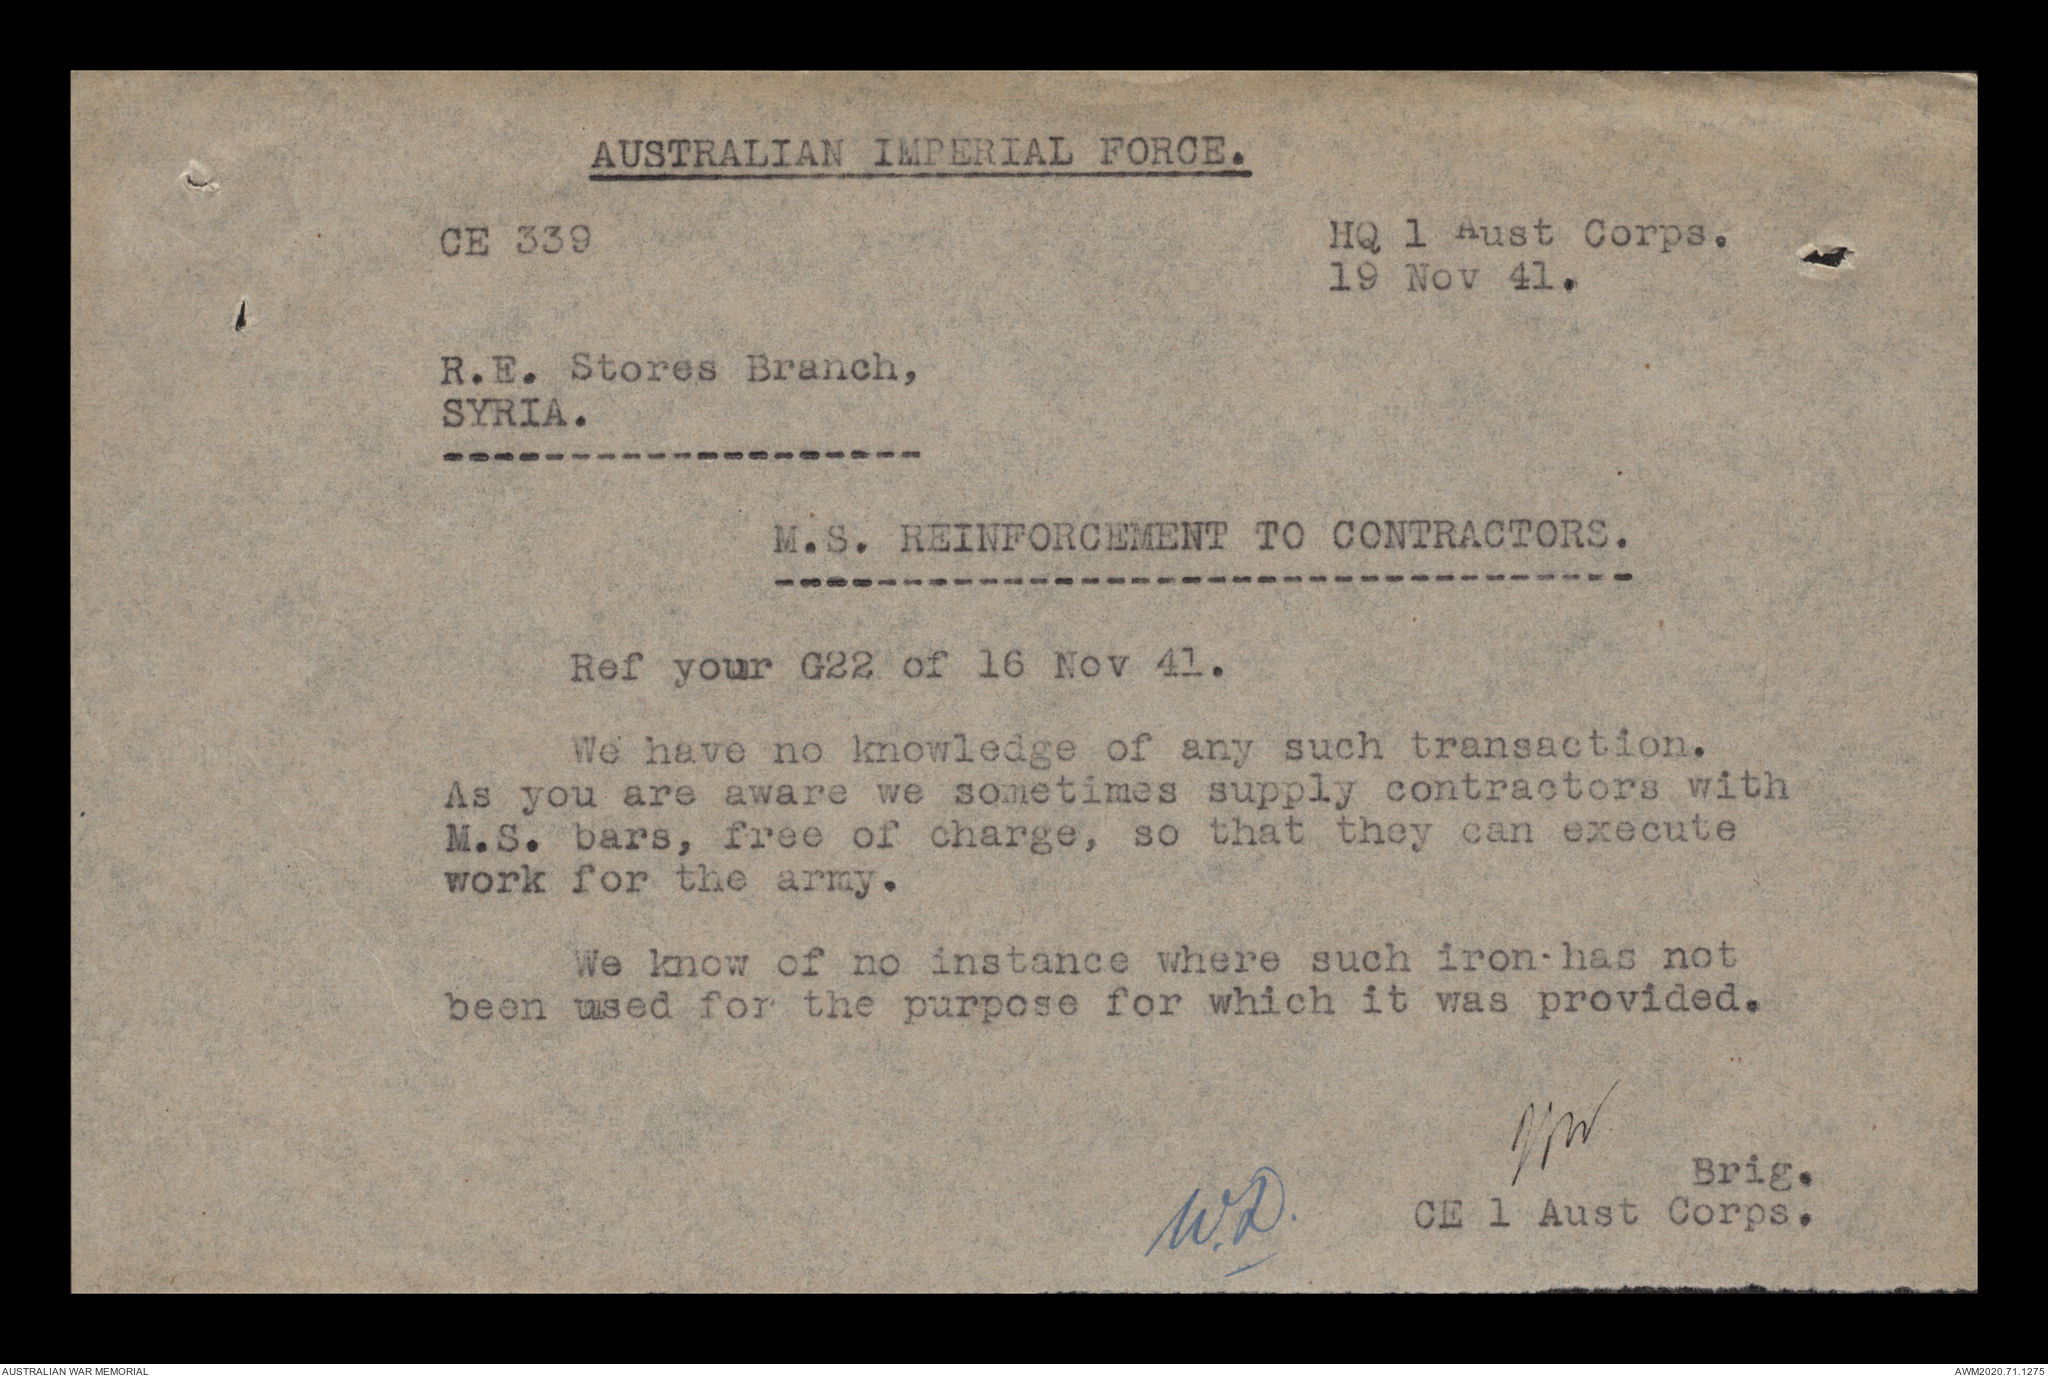 AUSTRALIAN IMPERIAL FORCE.
CE 339
HQ 1 Aust Corps.
19 Nov 41.
R.E. Stores Branch,
SYRIA.
-------------------
M.S. REINFORCEMENT TO CONTRACTORS.
----------------------------------
Ref your G22 of 16 Nov 41.
We have no knowledge of any such transaction.
As you are aware we sometimes supply contractors with
M.S. bars, free of charge, so that they can execute
work for the army.
We know of no instance where such iron has not
been used for the purpose for which it was provided.
Brig.
CE 1 Aust Corps.
W.D.
AUSTRALIAN WAR MEMORIAL
AWM2020.71.1275